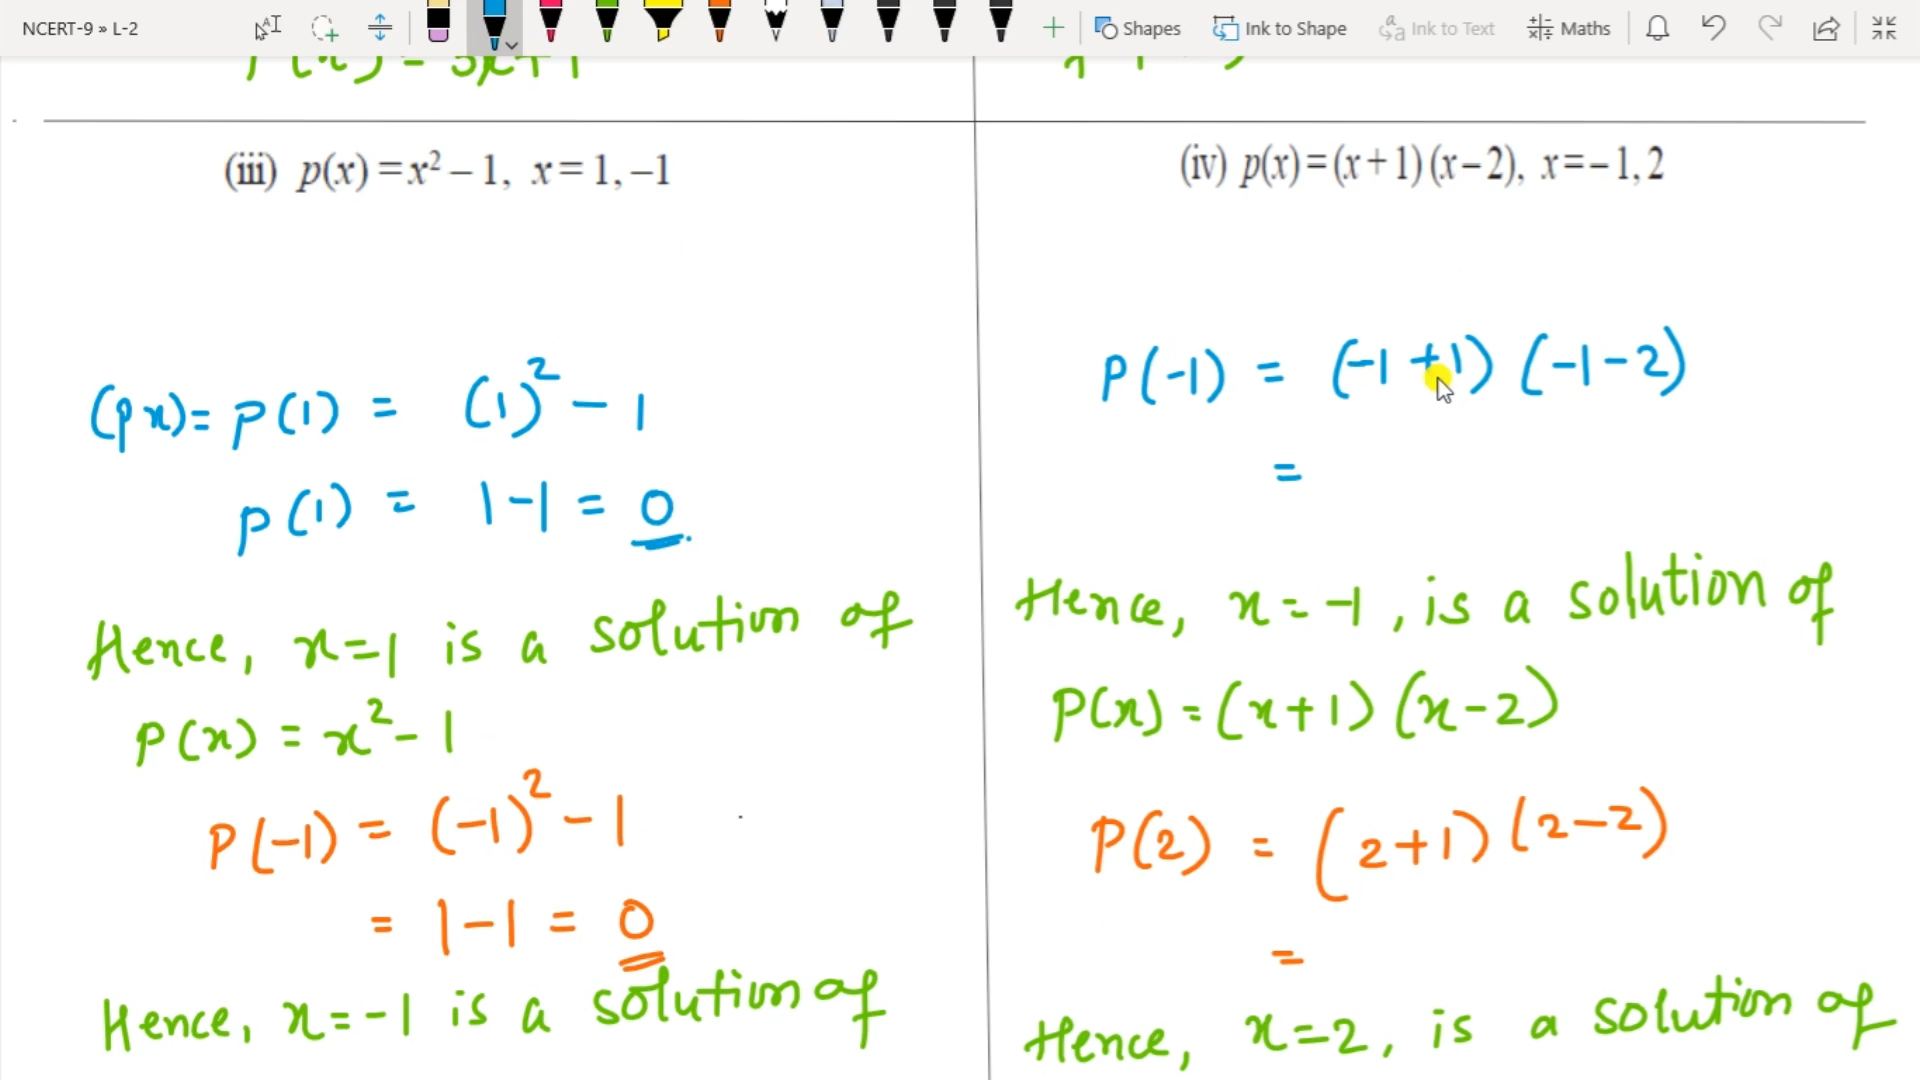 NCERT-9 » L-2
Shapes
Ink to Shape
Ink to Text
Maths
P(x) = 5x+1
(iii) p(x) = x² – 1, x = 1, –1
(px) = p(1) = (1)² - 1
p(1) = 1-1 = 0.
Hence, x=1 is a solution of
P(x) = x² - 1
P(-1) = (-1)² - 1
= 1-1 = 0
Hence, x = -1 is a solution of
(iv) p(x) = (x + 1) (x – 2), x = – 1, 2
P(-1) = (-1 +1) (-1-2)
=
Hence, x = -1, is a solution of
P(x) = (x+1) (x-2)
P(2) = (2+1) (2-2)
=
Hence, x=2, is a solution of